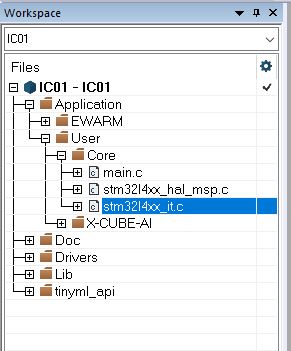 Workspace
IC01
Files
IC01 - IC01
Application
EWARM
User
Core
main.c
stm32l4xx_hal_msp.c
stm32l4xx_it.c
X-CUBE-AI
Doc
Drivers
Lib
tinyml_api